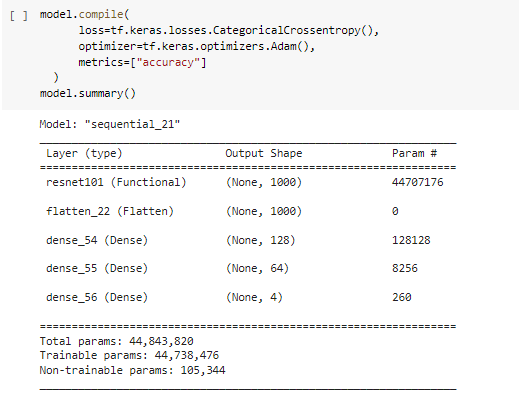 [ ] model.compile(
loss=tf.keras.losses.CategoricalCrossentropy(),
optimizer=tf.keras.optimizers.Adam(),
metrics=["accuracy"]
)
model.summary()
Model: "sequential_21"
_________________________________________________________________
Layer (type) Output Shape Param #
=================================================================
resnet101 (Functional) (None, 1000) 44707176
flatten_22 (Flatten) (None, 1000) 0
dense_54 (Dense) (None, 128) 128128
dense_55 (Dense) (None, 64) 8256
dense_56 (Dense) (None, 4) 260
=================================================================
Total params: 44,843,820
Trainable params: 44,738,476
Non-trainable params: 105,344
_________________________________________________________________